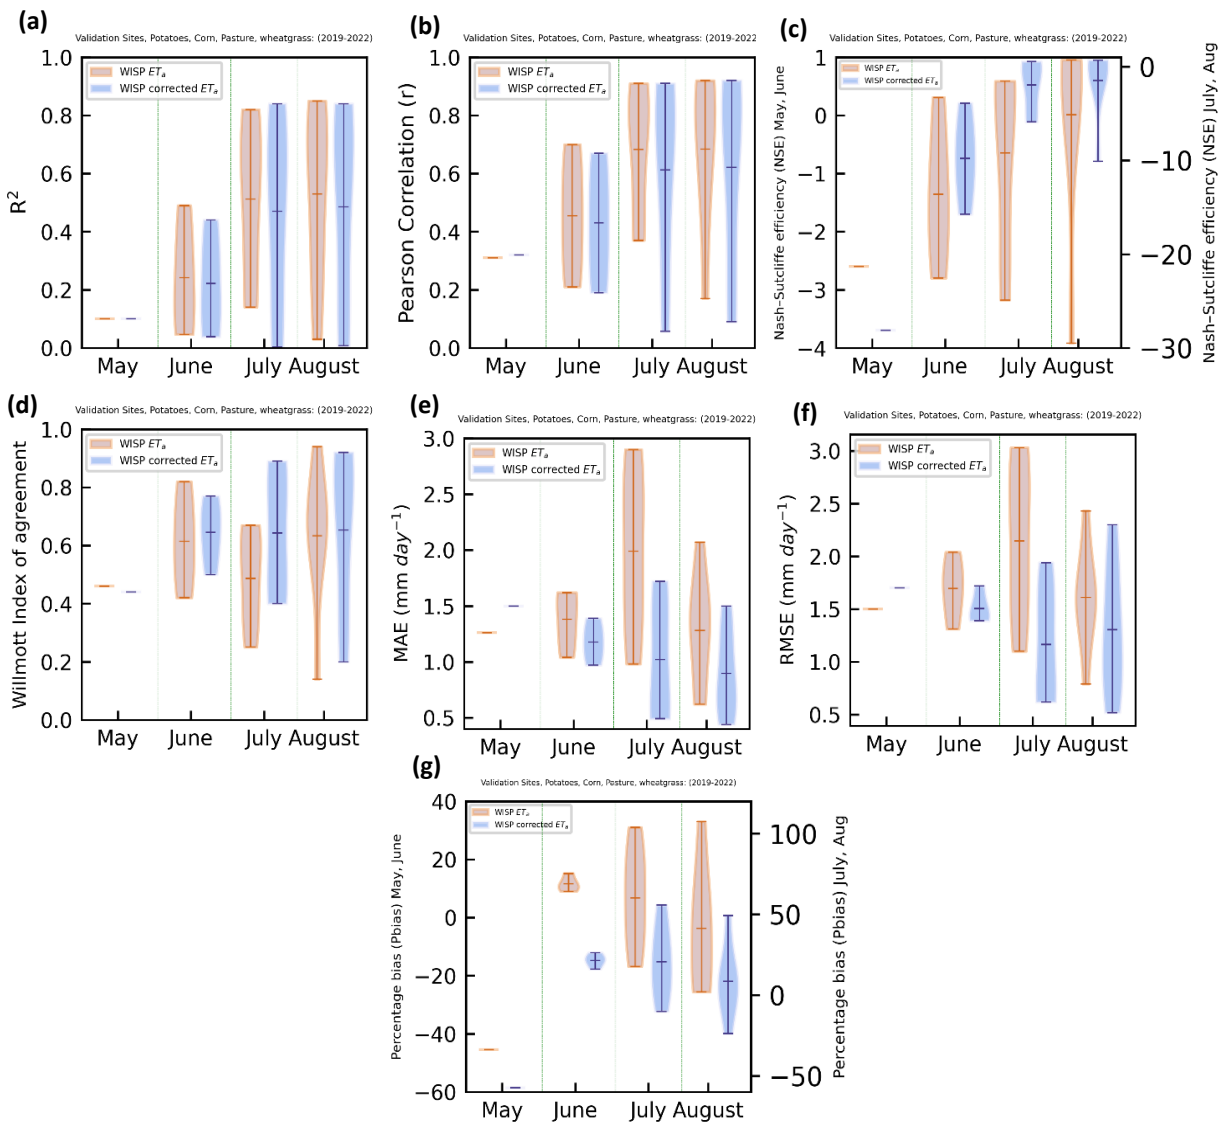 (a)
Validation Sites, Potatoes, Corn, Pasture, wheatgrass: (2019-2022)
WISP ETa
WISP corrected ETa
R2
1.0
0.8
0.6
0.4
0.2
0.0
May
June
July
August
(b)
Validation Sites, Potatoes, Corn, Pasture, wheatgrass: (2019-2022
WISP ETa
WISP corrected ETa
Pearson Correlation (r)
1.0
0.8
0.6
0.4
0.2
0.0
May
June
July
August
(c)
Validation Sites, Potatoes, Corn, Pasture, wheatgrass: (2019-2022)
WISP ETa
WISP corrected ETa
Nash–Sutcliffe efficiency (NSE) May, June
1
0
−1
−2
−3
−4
0
−10
−20
−30
Nash–Sutcliffe efficiency (NSE) July, Aug
May
June
July
August
(d)
Validation Sites, Potatoes, Corn, Pasture, wheatgrass: (2019-2022)
WISP ETa
WISP corrected ETa
Willmott Index of agreement
1.0
0.8
0.6
0.4
0.2
0.0
May
June
July
August
(e)
Validation Sites, Potatoes, Corn, Pasture, wheatgrass: (2019-2022)
WISP ETa
WISP corrected ETa
MAE (mm day−1)
3.0
2.5
2.0
1.5
1.0
0.5
May
June
July
August
(f)
Validation Sites, Potatoes, Corn, Pasture, wheatgrass: (2019-2022)
WISP ETa
WISP corrected ETa
RMSE (mm day−1)
3.0
2.5
2.0
1.5
1.0
0.5
May
June
July
August
(g)
Validation Sites, Potatoes, Corn, Pasture, wheatgrass: (2019-2022)
WISP ETa
WISP corrected ETa
Percentage bias (Pbias) May, June
40
20
0
−20
−40
−60
100
50
0
−50
Percentage bias (Pbias) July, Aug
May
June
July
August